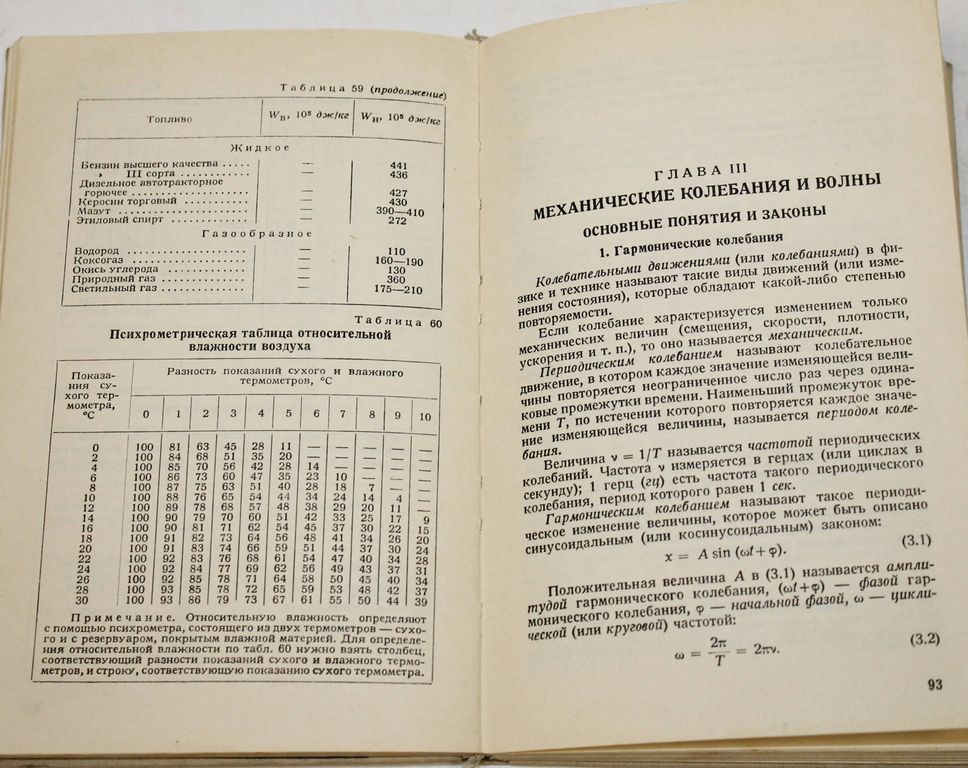 Таблица 59 (продолжение)
Топливо Wв, 10⁵ дж/кг Wн, 10⁵ дж/кг
Жидкое
Бензин высшего качества ..... — 441
» III сорта ............ — 436
Дизельное автотракторное
горючее .................. — 427
Керосин торговый .......... — 430
Мазут .................... — 390—410
Этиловый спирт ............ — 272
Газообразное
Водород .................. — 110
Коксогаз .................. — 160—190
Окись углерода ............ — 130
Природный газ ............. — 360
Светильный газ ............. — 175—210
Таблица 60
Психрометрическая таблица относительной
влажности воздуха
Показа-
ния су-
хого тер-
мометра,
°C
Разность показаний сухого и влажного
термометров, °C
0 1 2 3 4 5 6 7 8 9 10
0 100 81 63 45 28 11 — — — — —
2 100 84 68 51 35 20 — — — — —
4 100 85 70 56 42 28 14 — — — —
6 100 86 73 60 47 35 23 10 — — —
8 100 87 75 63 51 40 28 18 7 — —
10 100 88 76 65 54 44 34 24 14 4 —
12 100 89 78 68 57 48 38 29 20 11 —
14 100 90 79 70 60 51 42 33 25 17 9
16 100 90 81 71 62 54 45 37 30 22 15
18 100 91 82 73 64 56 48 41 34 26 20
20 100 91 83 74 66 59 51 44 37 30 24
22 100 92 83 76 68 61 54 47 40 34 28
24 100 92 84 77 69 62 56 49 43 37 31
26 100 92 85 78 71 64 58 50 45 40 34
28 100 93 85 78 72 65 59 53 48 42 37
30 100 93 86 79 73 67 61 55 50 44 39
Примечание. Относительную влажность определяют
с помощью психрометра, состоящего из двух термометров — сухо-
го и с резервуаром, покрытым влажной материей. Для определе-
ния относительной влажности по табл. 60 нужно взять столбец,
соответствующий разности показаний сухого и влажного термо-
метров, и строку, соответствующую показанию сухого термометра.
ГЛАВА III
МЕХАНИЧЕСКИЕ КОЛЕБАНИЯ И ВОЛНЫ
ОСНОВНЫЕ ПОНЯТИЯ И ЗАКОНЫ
1. Гармонические колебания
Колебательными движениями (или колебаниями) в фи-
зике и технике называют такие виды движений (или изме-
нения состояния), которые обладают какой-либо степенью
повторяемости.
Если колебание характеризуется изменением только
механических величин (смещения, скорости, плотности,
ускорения и т. п.), то оно называется механическим.
Периодическим колебанием называют колебательное
движение, в котором каждое значение изменяющейся вели-
чины повторяется неограниченное число раз через одина-
ковые промежутки времени. Наименьший промежуток вре-
мени T, по истечении которого повторяется каждое значе-
ние изменяющейся величины, называется периодом коле-
бания.
Величина ν = 1/T называется частотой периодических
колебаний. Частота ν измеряется в герцах (или циклах в
секунду); 1 герц (гц) есть частота такого периодического
колебания, период которого равен 1 сек.
Гармоническим колебанием называют такое периоди-
ческое изменение величины, которое может быть описано
синусоидальным (или косинусоидальным) законом:
x = A sin (ωt + φ). (3.1)
Положительная величина A в (3.1) называется ампли-
тудой гармонического колебания, (ωt + φ) — фазой гар-
монического колебания, φ — начальной фазой, ω — цикли-
ческой (или круговой) частотой:
ω = 2π/T = 2πν. (3.2)
93